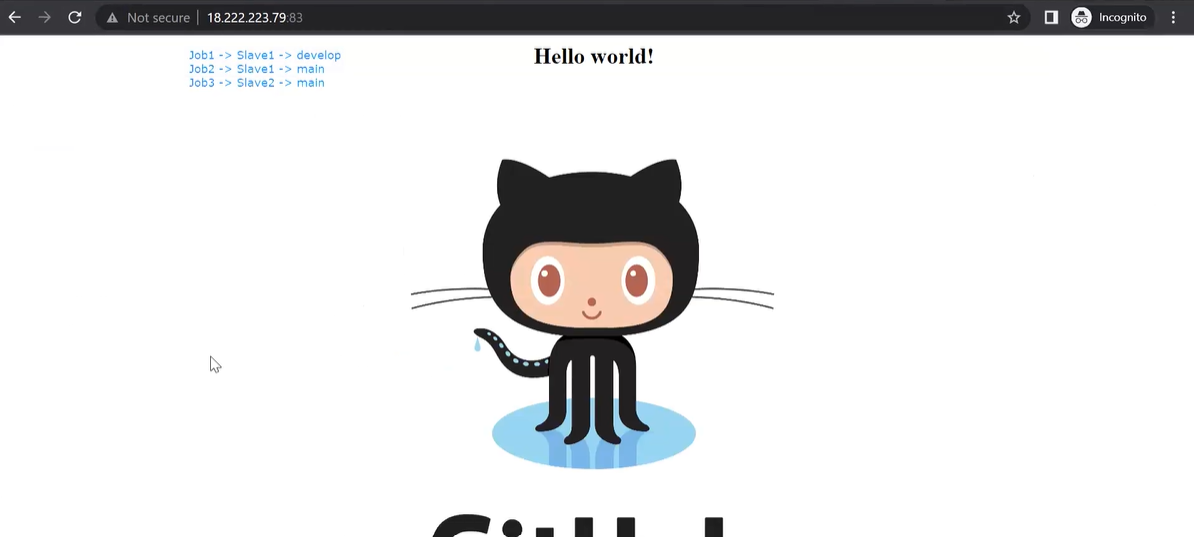 Not secure | 18.222.223.79:83
Incognito
Job1 -> Slave1 -> develop
Job2 -> Slave1 -> main
Job3 -> Slave2 -> main
Hello world!
GitHub